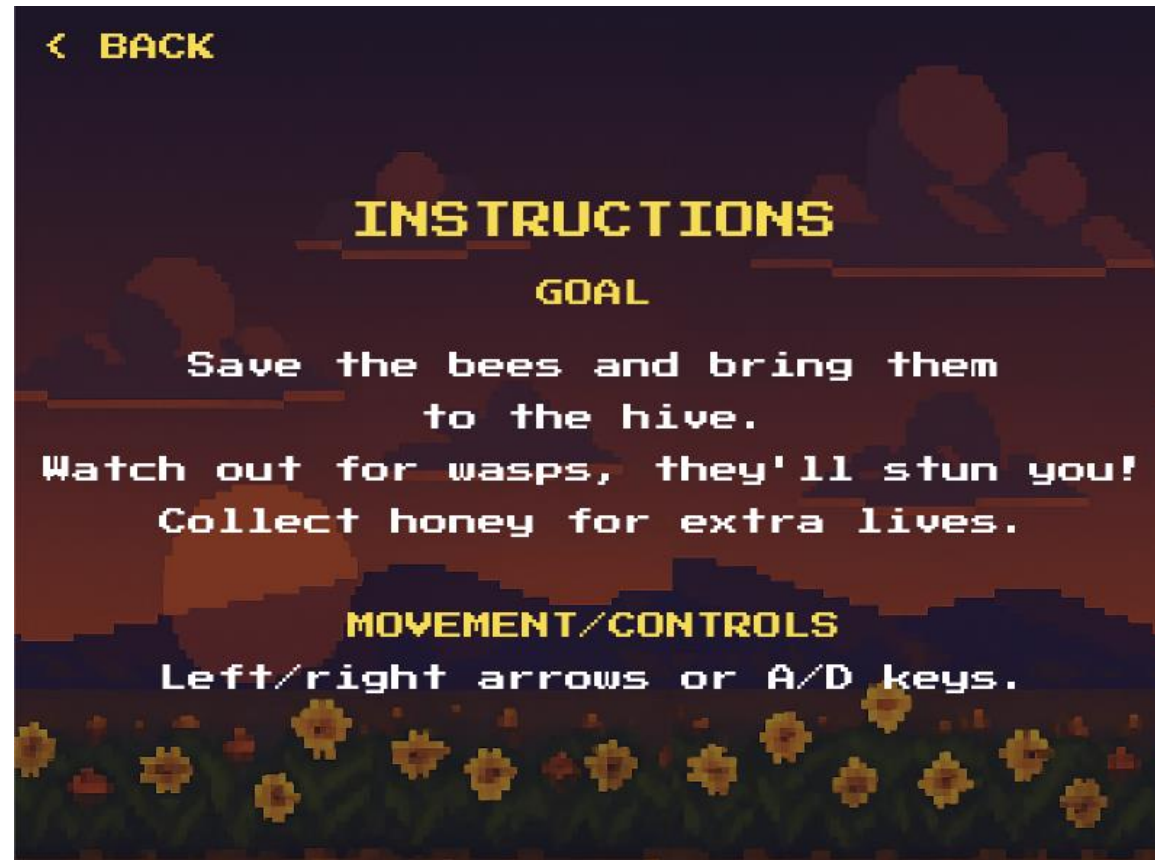 < BACK
INSTRUCTIONS
GOAL
Save the bees and bring them
to the hive.
Watch out for wasps, they'll stun you!
Collect honey for extra lives.
MOVEMENT/CONTROLS
Left/right arrows or A/D keys.